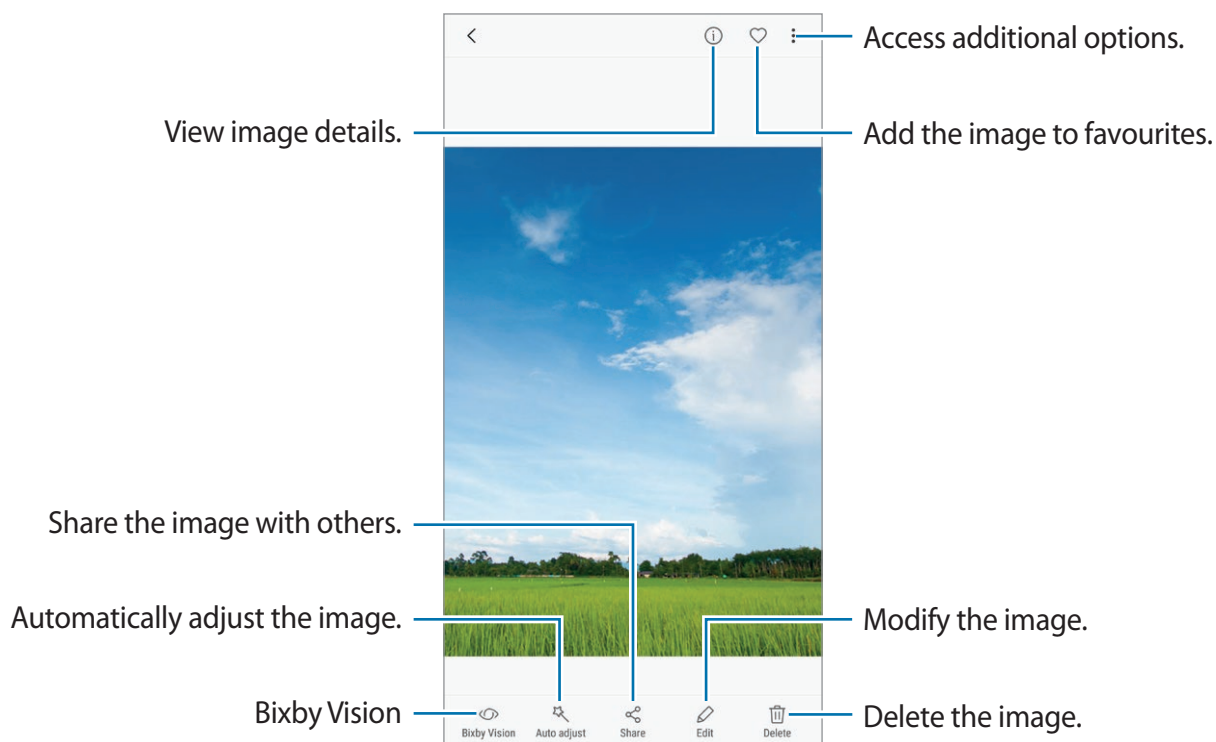 Access additional options.
View image details.
Add the image to favourites.
Share the image with others.
Automatically adjust the image.
Modify the image.
Bixby Vision
Delete the image.
Bixby Vision
Auto adjust
Share
Edit
Delete